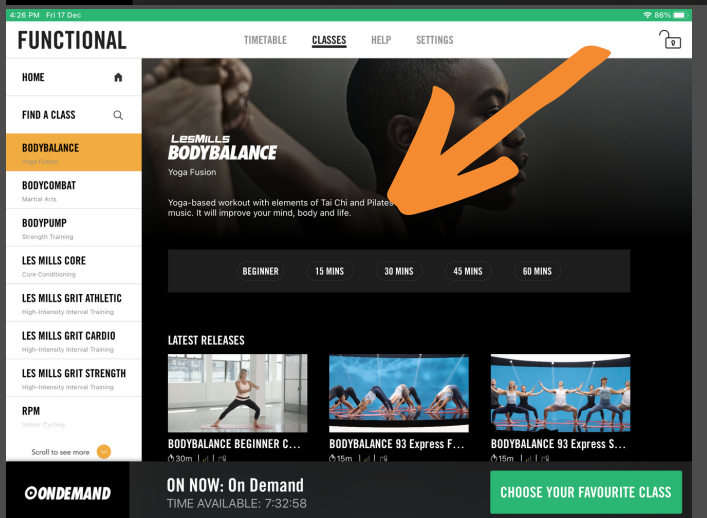 4:26 PM Fri 17 Dec
86%
FUNCTIONAL
TIMETABLE
CLASSES
HELP
SETTINGS
HOME
FIND A CLASS
BODYBALANCE
Yoga Fusion
BODYCOMBAT
Martial Arts
BODYPUMP
Strength Training
LES MILLS CORE
Core Conditioning
LES MILLS GRIT ATHLETIC
High-Intensity Interval Training
LES MILLS GRIT CARDIO
High-Intensity Interval Training
LES MILLS GRIT STRENGTH
High-Intensity Interval Training
RPM
Indoor Cycling
Scroll to see more
LESMILLS
BODYBALANCE
Yoga Fusion
Yoga-based workout with elements of Tai Chi and Pilates
music. It will improve your mind, body and life.
BEGINNER
15 MINS
30 MINS
45 MINS
60 MINS
LATEST RELEASES
BODYBALANCE BEGINNER C...
30m
BODYBALANCE 93 Express F...
15m
BODYBALANCE 93 Express S...
15m
ONDEMAND
ON NOW: On Demand
TIME AVAILABLE: 7:32:58
CHOOSE YOUR FAVOURITE CLASS